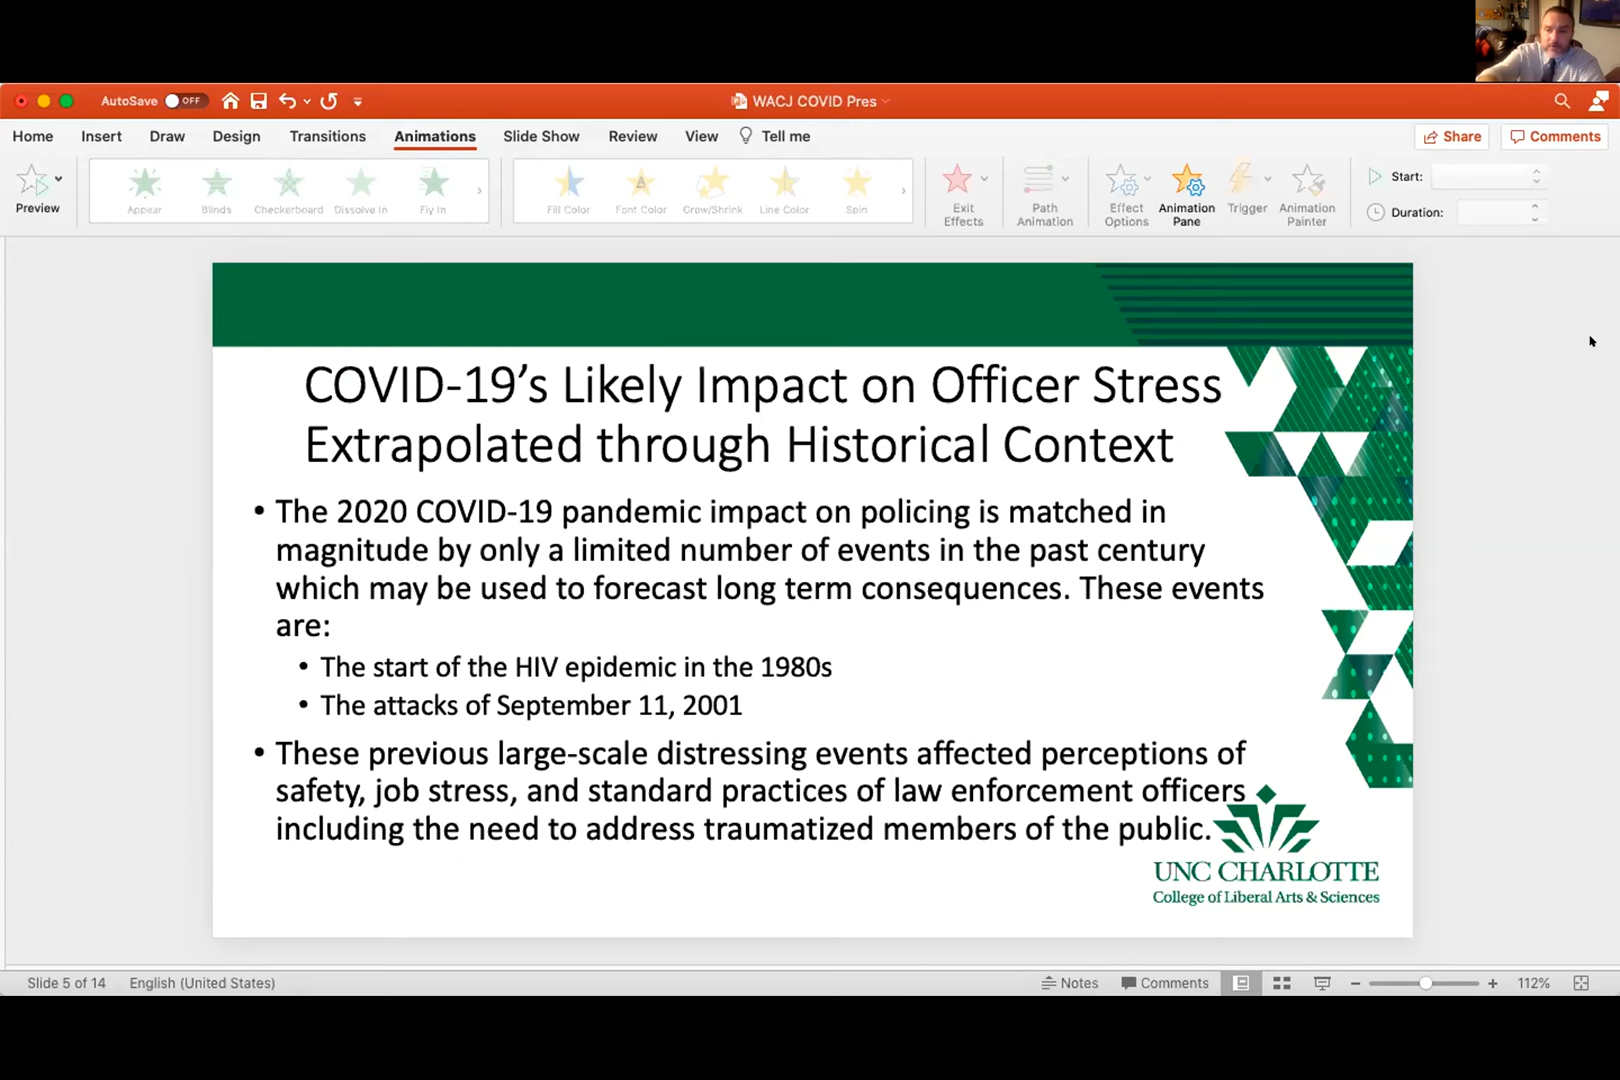 AutoSave OFF
WACJ COVID Pres
Home Insert Draw Design Transitions Animations Slide Show Review View Tell me
Share Comments
Preview
Appear Blinds Checkerboard Dissolve In Fly In
Fill Color Font Color Grow/Shrink Line Color Spin
Exit Effects
Path Animation
Effect Options
Animation Pane
Trigger
Animation Painter
Start:
Duration:
COVID-19’s Likely Impact on Officer Stress
Extrapolated through Historical Context
• The 2020 COVID-19 pandemic impact on policing is matched in
magnitude by only a limited number of events in the past century
which may be used to forecast long term consequences. These events
are:
• The start of the HIV epidemic in the 1980s
• The attacks of September 11, 2001
• These previous large-scale distressing events affected perceptions of
safety, job stress, and standard practices of law enforcement officers
including the need to address traumatized members of the public.
UNC CHARLOTTE
College of Liberal Arts & Sciences
Slide 5 of 14 English (United States) Notes Comments 112%